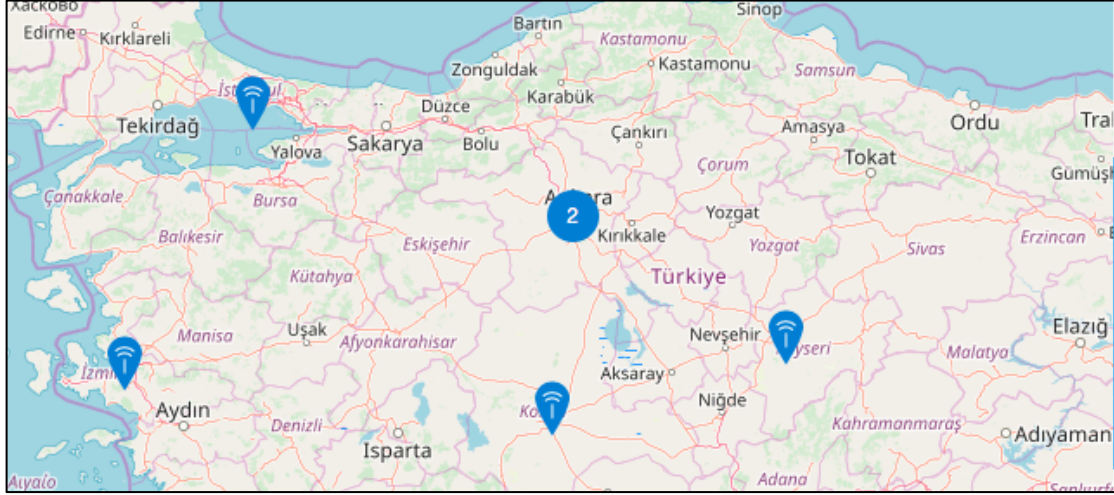 Хасково
Sinop
Edirne
Kırklareli
Bartın
Kastamonu
Zonguldak
Kastamonu
Samsun
Karabük
Düzce
Tekirdağ
Sakarya
Bolu
Çankırı
Amasya
Ordu
Yalova
Tokat
Çorum
Gümüşh
Çanakkale
Bursa
2
Yozgat
Kırıkkale
Balıkesir
Eskişehir
Yozgat
Sivas
Erzincan
Kütahya
Türkiye
Manisa
Uşak
Afyonkarahisar
Nevşehir
Elazığ
Malatya
Aksaray
Niğde
Aydın
Denizli
Kahramanmaraş
Isparta
Adıyaman
Adana